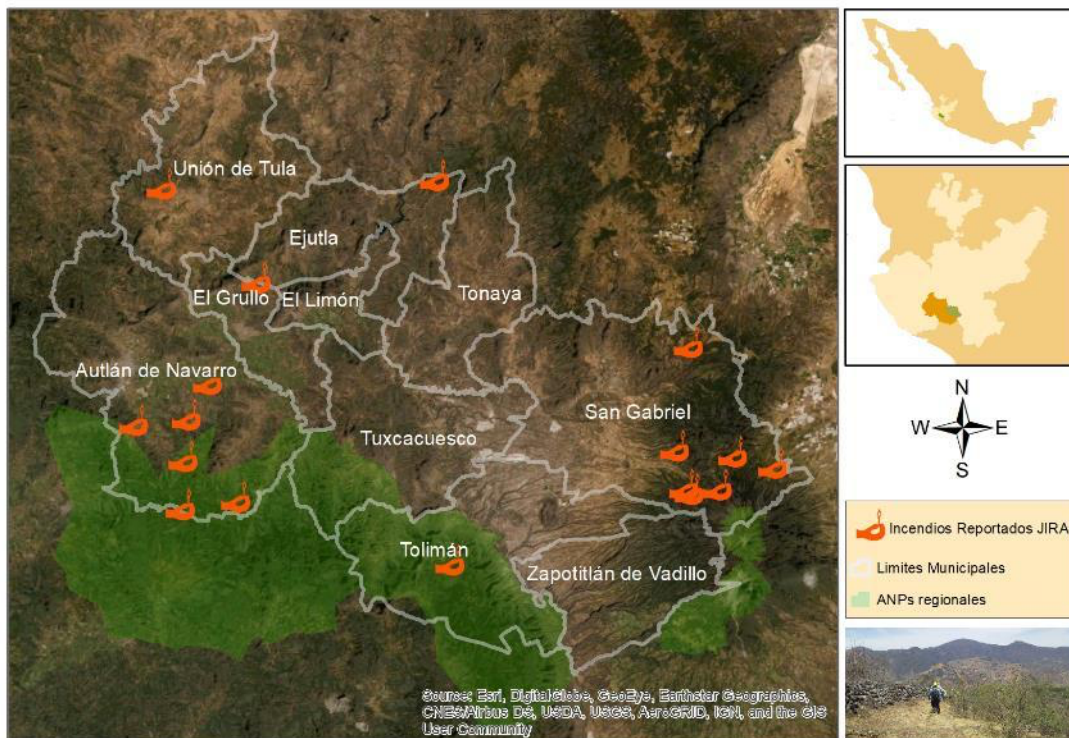 Unión de Tula
Ejutla
El Grullo
El Limón
Tonaya
Autlán de Navarro
San Gabriel
Tuxcacuesco
Tolimán
Zapotitlán de Vadillo
Source: Esri, DigitalGlobe, GeoEye, Earthstar Geographics,
CNES/Airbus DS, USDA, USGS, AeroGRID, IGN, and the GIS
User Community
N
W
E
S
Incendios Reportados JIRA
Limites Municipales
ANPs regionales